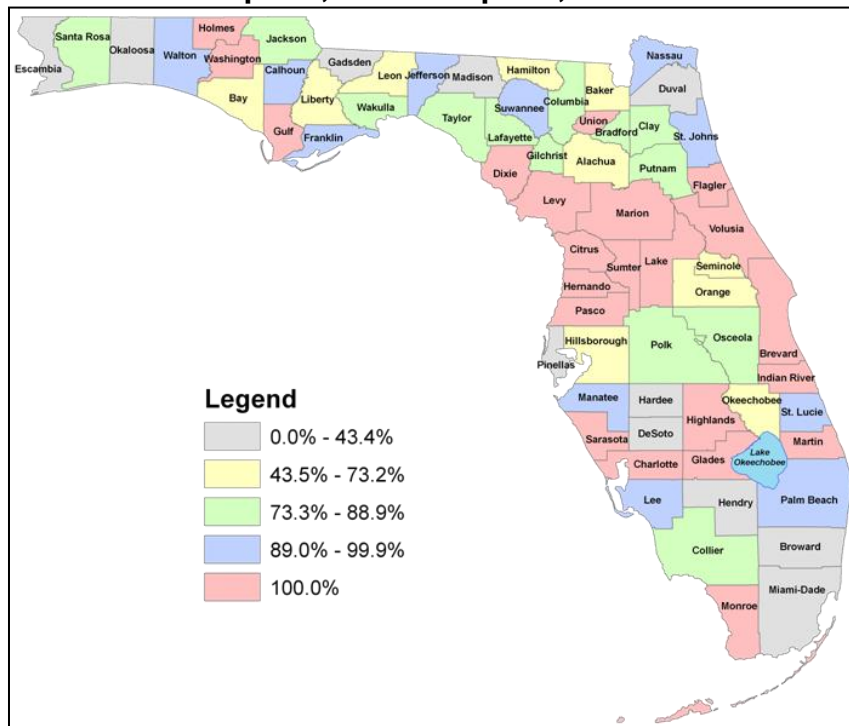 Holmes
Jackson
Santa Rosa
Okaloosa
Walton
Washington
Escambia
Calhoun
Gadsden
Leon
Jefferson
Madison
Hamilton
Nassau
Bay
Liberty
Wakulla
Suwannee
Columbia
Baker
Duval
Gulf
Franklin
Taylor
Lafayette
Union
Bradford
Clay
St. Johns
Gilchrist
Alachua
Putnam
Dixie
Flagler
Levy
Marion
Volusia
Citrus
Sumter
Lake
Seminole
Hernando
Orange
Pasco
Hillsborough
Polk
Osceola
Brevard
Pinellas
Indian River
Manatee
Hardee
Okeechobee
Highlands
St. Lucie
Sarasota
DeSoto
Martin
Lake
Okeechobee
Charlotte
Glades
Lee
Hendry
Palm Beach
Collier
Broward
Monroe
Miami-Dade
Legend
0.0% - 43.4%
43.5% - 73.2%
73.3% - 88.9%
89.0% - 99.9%
100.0%